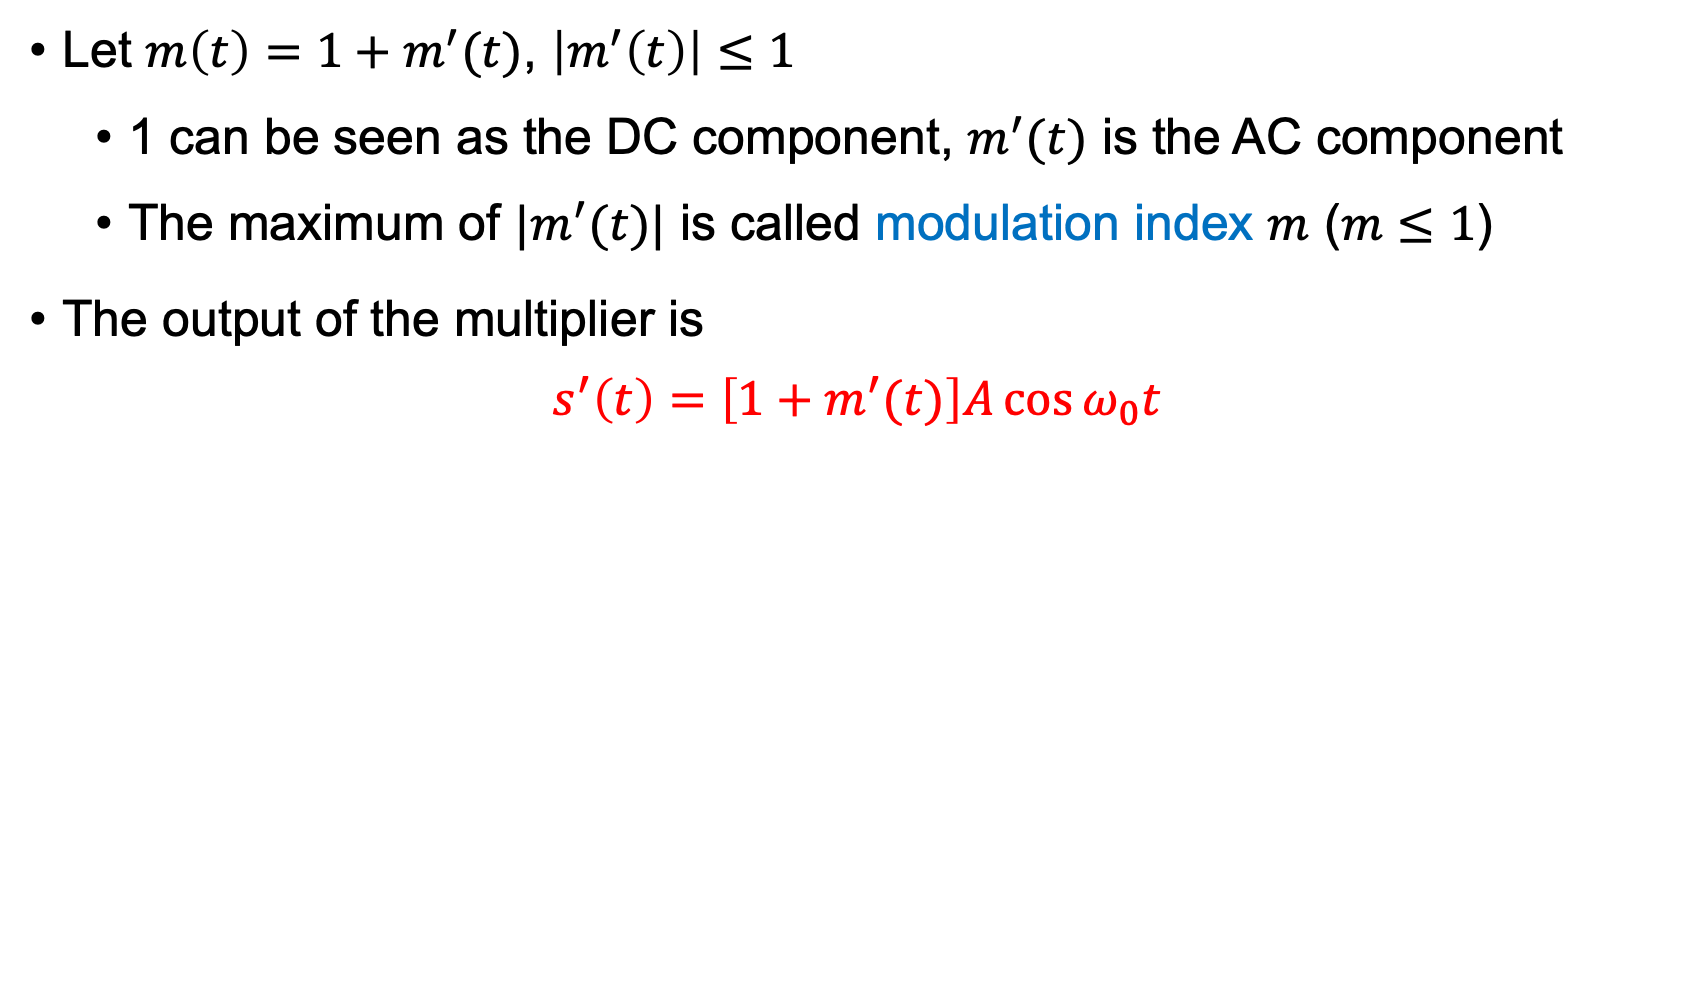 • Let 𝑚(𝑡) = 1 + 𝑚′(𝑡), |𝑚′(𝑡)| ≤ 1
• 1 can be seen as the DC component, 𝑚′(𝑡) is the AC component
• The maximum of |𝑚′(𝑡)| is called modulation index 𝑚 (𝑚 ≤ 1)
• The output of the multiplier is
𝑠′(𝑡) = [1 + 𝑚′(𝑡)]𝐴 cos 𝜔₀𝑡